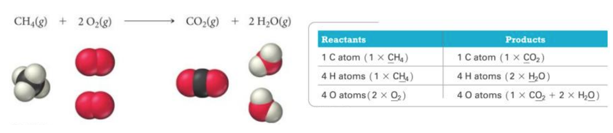 CH₄(g) + 2 O₂(g) ⟶ CO₂(g) + 2 H₂O(g)
Reactants Products
1 C atom (1 × CH₄) 1 C atom (1 × CO₂)
4 H atoms (1 × CH₄) 4 H atoms (2 × H₂O)
4 O atoms (2 × O₂) 4 O atoms (1 × CO₂ + 2 × H₂O)